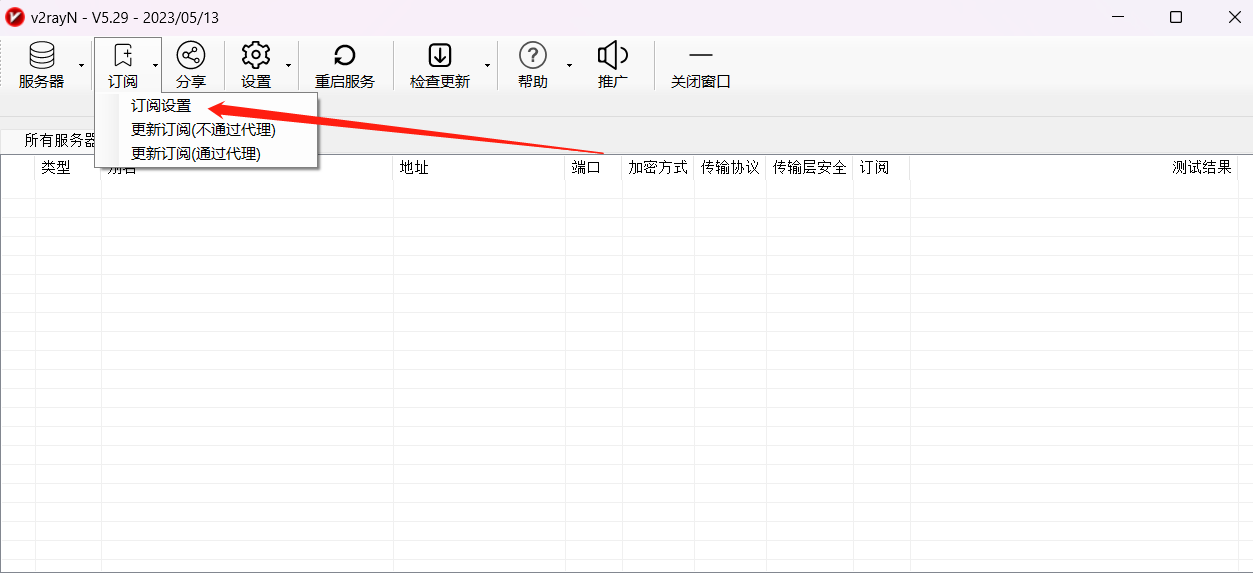 v2rayN - V5.29 - 2023/05/13
服务器 订阅 分享 设置 重启服务 检查更新 帮助 推广 关闭窗口
订阅设置
更新订阅(不通过代理)
更新订阅(通过代理)
所有服务器
类型 别名 地址 端口 加密方式 传输协议 传输层安全 订阅 测试结果